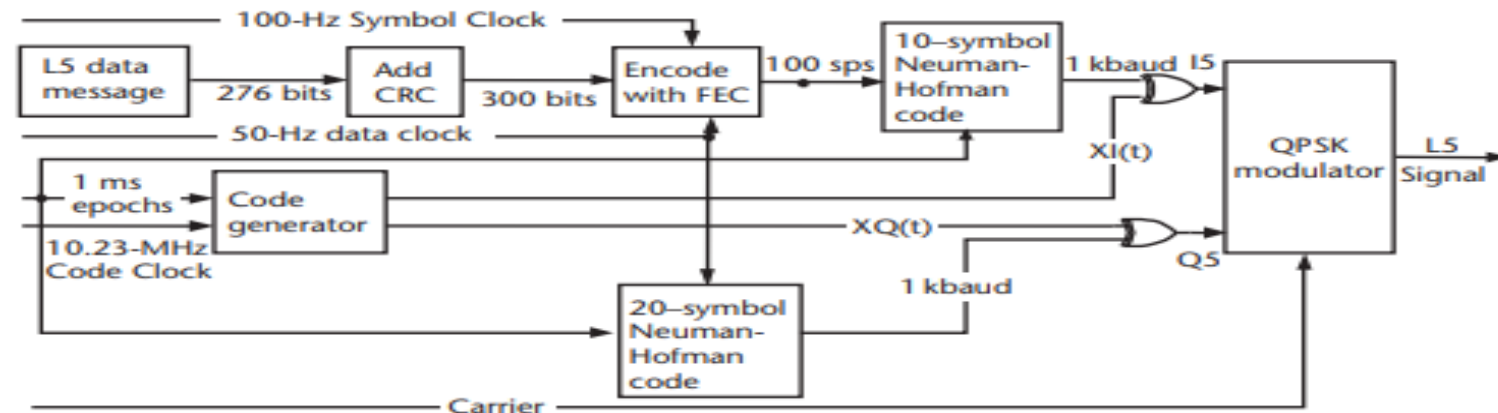 100-Hz Symbol Clock
L5 data
message
276 bits
Add
CRC
300 bits
Encode
with FEC
100 sps
10–symbol
Neuman-
Hofman
code
1 kbaud
I5
50-Hz data clock
XI(t)
QPSK
modulator
L5
Signal
1 ms
epochs
Code
generator
10.23-MHz
Code Clock
XQ(t)
Q5
1 kbaud
20–symbol
Neuman-
Hofman
code
Carrier